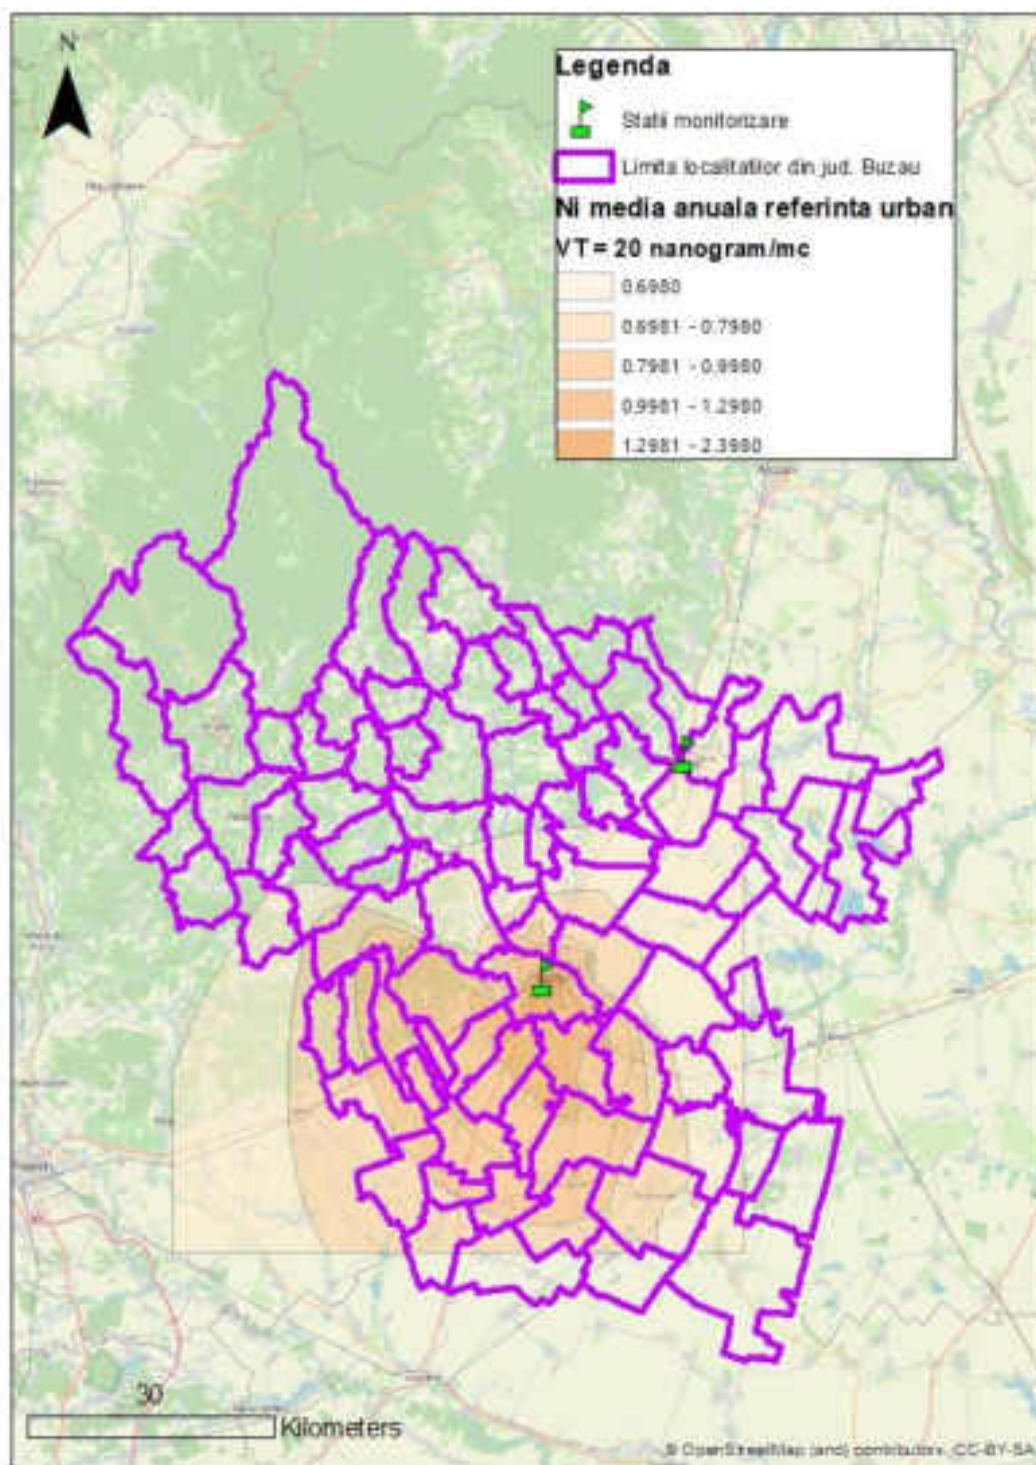 N
Legenda
Statii monitorizare
Limita localitatilor din jud. Buzau
Ni media anuala referinta urban
VT = 20 nanogram/mc
0.6980
0.6981 - 0.7980
0.7981 - 0.9980
0.9981 - 1.2980
1.2981 - 2.3980
30
Kilometers
© OpenStreetMap (and) contributors, CC-BY-SA